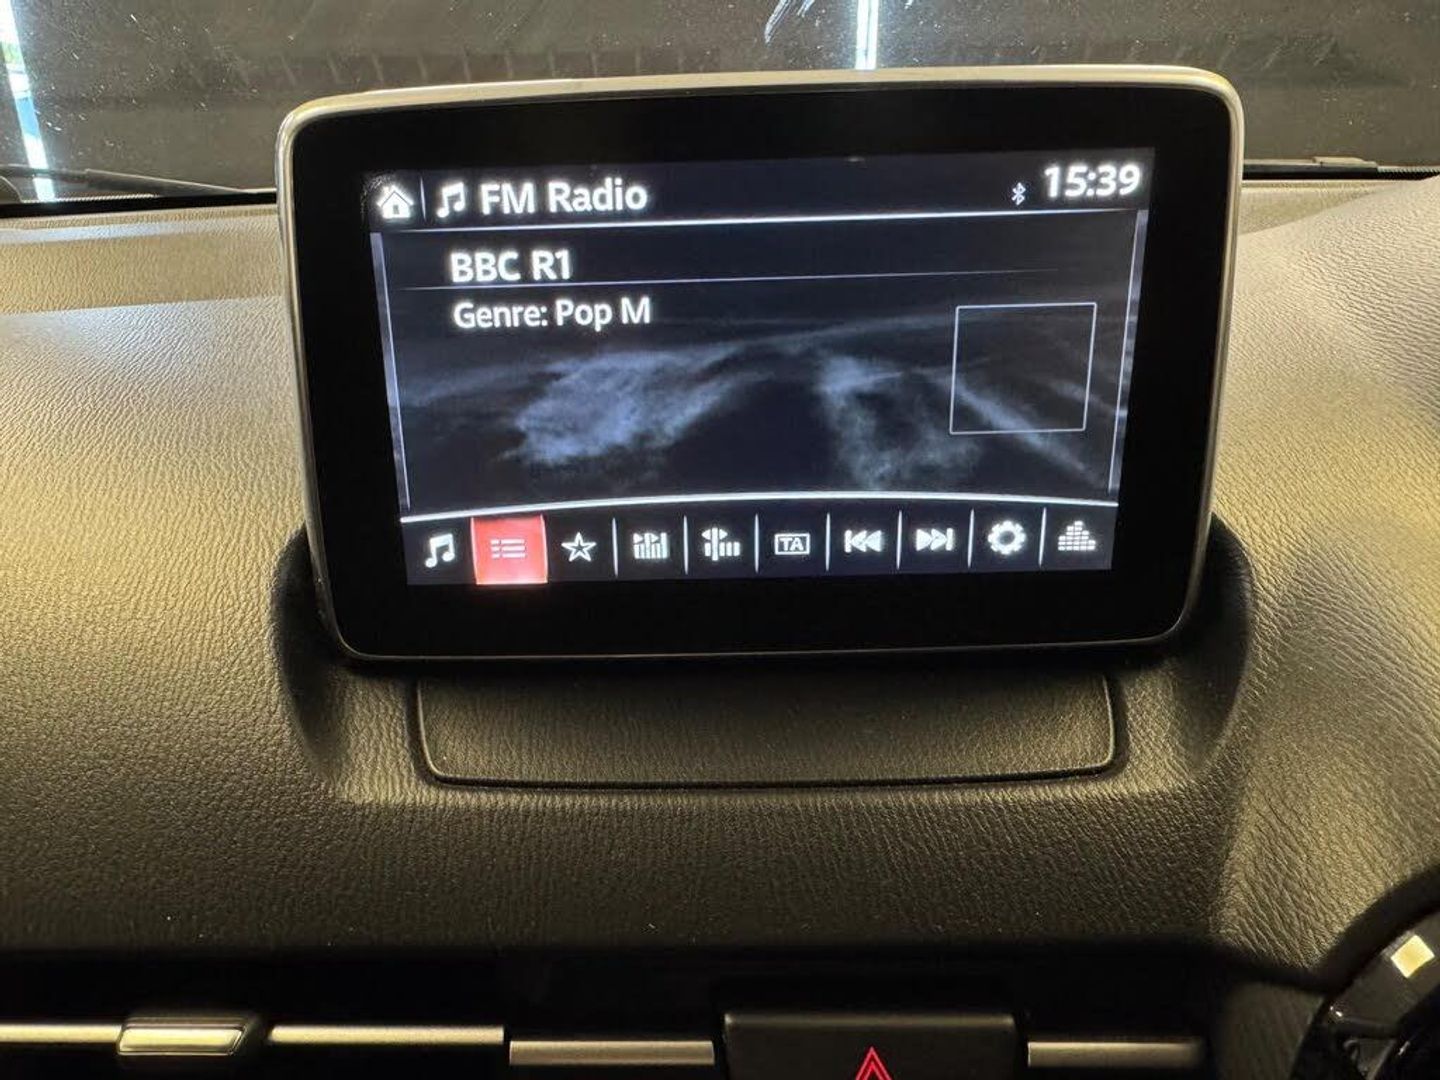 FM Radio
15:39
BBC R1
Genre: Pop M
TA